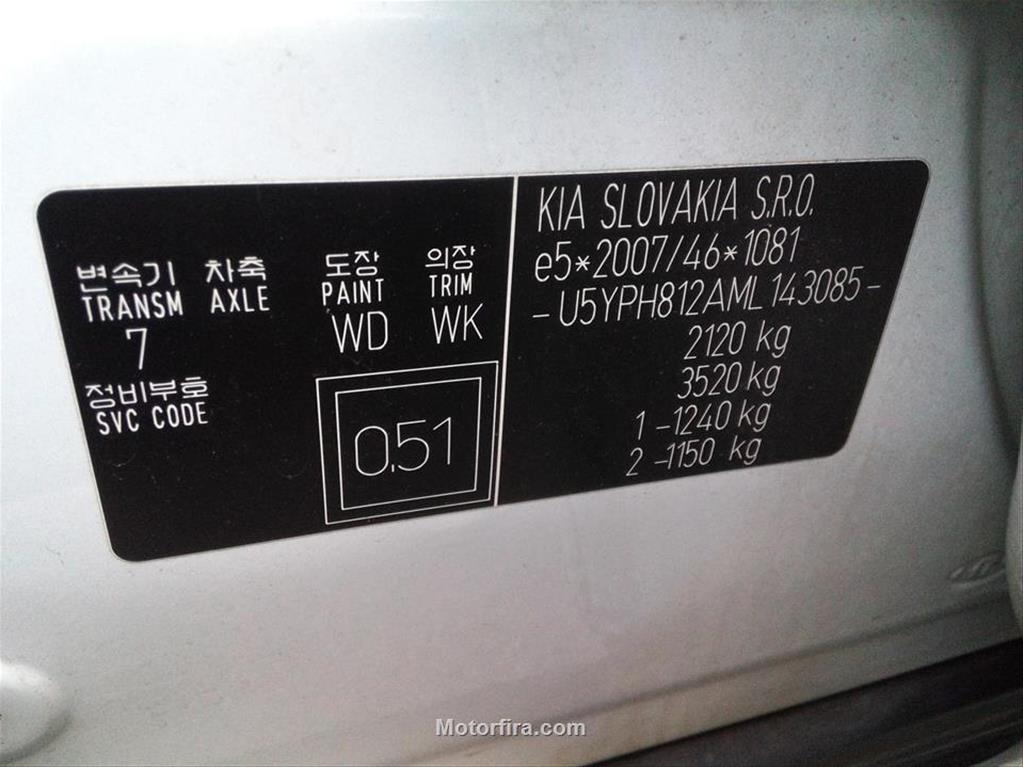 변속기 차축 도장 의장
TRANSM AXLE PAINT TRIM
7 WD WK
정비부호
SVC CODE
0.51
KIA SLOVAKIA S.R.O.
e5*2007/46*1081
-U5YPH812AML143085-
2120 kg
3520 kg
1-1240 kg
2-1150 kg
Motorfira.com